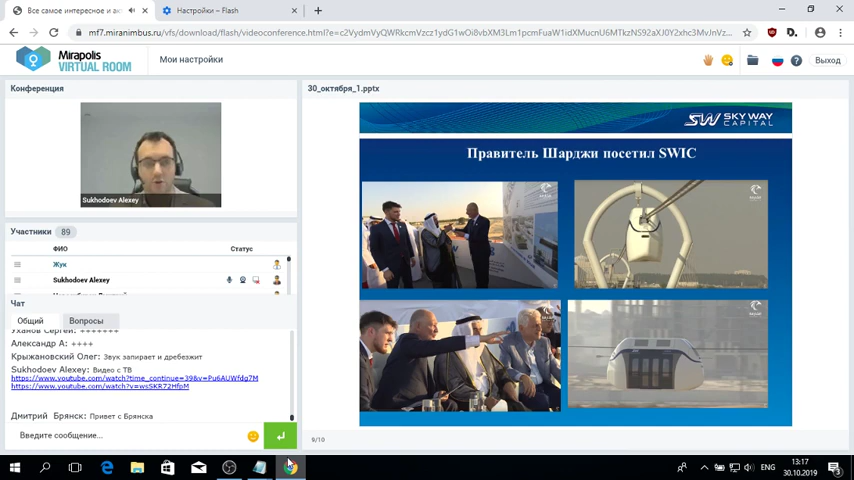 Все самое интересное и ак
Настройки – Flash
mf7.miranimbus.ru/vfs/download/flash/videoconference.html?e=c2VydmVyQWRkcmVzcz1ydG1wOi8vbXM3Lm1pcmFuaW1idXMucnU6MTkzNS92aXJ0Y2xhc3MvJnVz...
Mirapolis
VIRTUAL ROOM
Мои настройки
Выход
Конференция
30_октября_1.pptx
SW SKY WAY
CAPITAL
Правитель Шарджи посетил SWIC
Sukhodoev Alexey
Участники 89
ФИО Статус
Жук
Sukhodoev Alexey
Чат
Общий Вопросы
Уханов Сергей: +++++++
Александр А: ++++
Крыжановский Олег: Звук запирает и дребезжит
Sukhodoev Alexey: Видео с ТВ
https://www.youtube.com/watch?time_continue=39&v=Pu6AUWfdg7M
https://www.youtube.com/watch?v=wsSKR72HfpM
Дмитрий Брянск: Привет с Брянска
Введите сообщение...
9/10
ENG
13:17
30.10.2019
3